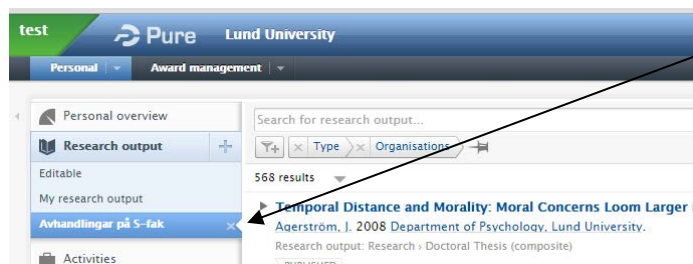 test Pure Lund University
Personal Award management
Personal overview
Research output
Editable
My research output
Avhandlingar på S-fak
Activities
Search for research output...
Type Organisations
568 results
Temporal Distance and Morality: Moral Concerns Loom Larger
Agerström, J. 2008 Department of Psychology, Lund University.
Research output: Research › Doctoral Thesis (composite)
PUBLISHED